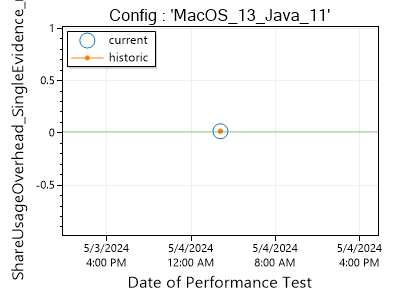 Config : 'MacOS_13_Java_11'
current
historic
1
0.5
0
-0.5
ShareUsageOverhead_SingleEvidence_
5/3/2024 5/4/2024 5/4/2024 5/4/2024
4:00 PM 12:00 AM 8:00 AM 4:00 PM
Date of Performance Test